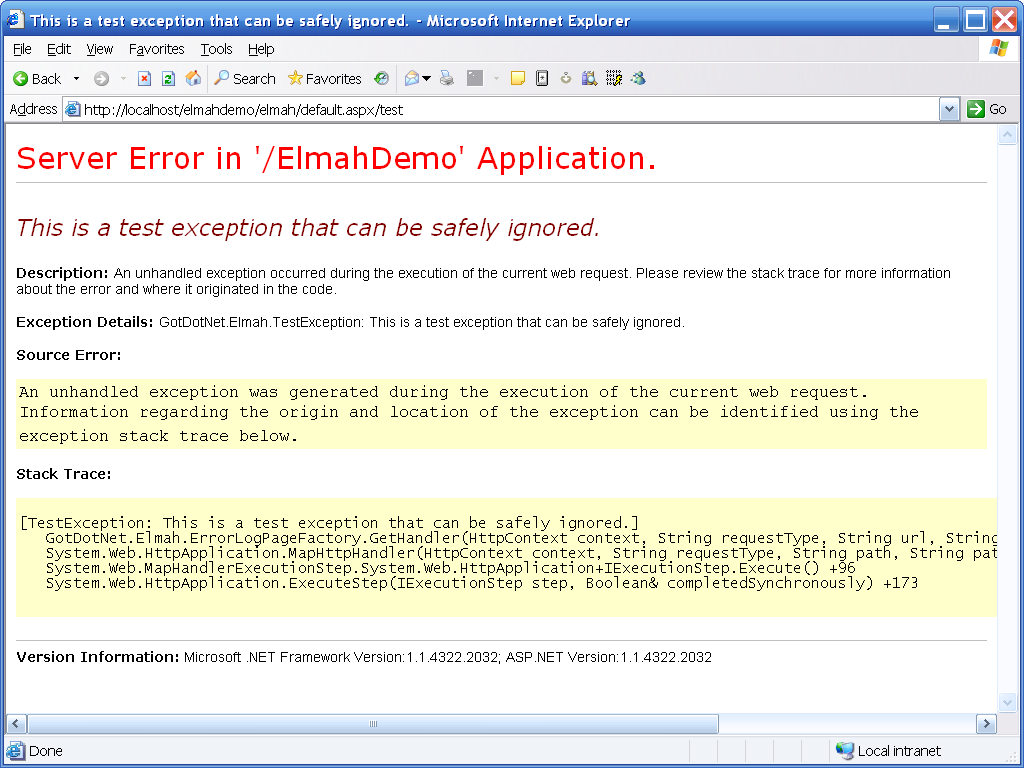 This is a test exception that can be safely ignored. - Microsoft Internet Explorer
File Edit View Favorites Tools Help
Back Search Favorites
Address http://localhost/elmahdemo/elmah/default.aspx/test Go
Server Error in '/ElmahDemo' Application.
This is a test exception that can be safely ignored.
Description: An unhandled exception occurred during the execution of the current web request. Please review the stack trace for more information
about the error and where it originated in the code.
Exception Details: GotDotNet.Elmah.TestException: This is a test exception that can be safely ignored.
Source Error:
An unhandled exception was generated during the execution of the current web request.
Information regarding the origin and location of the exception can be identified using the
exception stack trace below.
Stack Trace:
[TestException: This is a test exception that can be safely ignored.]
GotDotNet.Elmah.ErrorLogPageFactory.GetHandler(HttpContext context, String requestType, String url, String
System.Web.HttpApplication.MapHttpHandler(HttpContext context, String requestType, String path, String pat
System.Web.MapHandlerExecutionStep.System.Web.HttpApplication+IExecutionStep.Execute() +96
System.Web.HttpApplication.ExecuteStep(IExecutionStep step, Boolean& completedSynchronously) +173
Version Information: Microsoft .NET Framework Version:1.1.4322.2032; ASP.NET Version:1.1.4322.2032
Done Local intranet